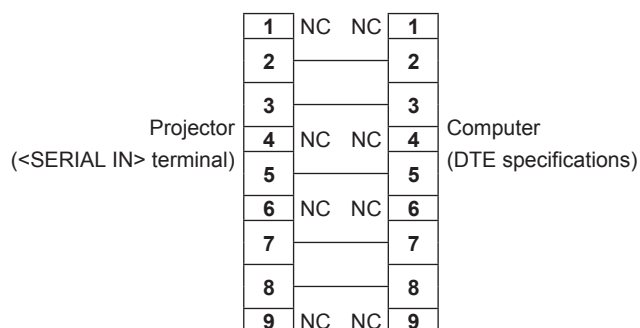 1 NC NC 1
2 2
3 3
Projector
(<SERIAL IN> terminal)
4 NC NC 4
Computer
(DTE specifications)
5 5
6 NC NC 6
7 7
8 8
9 NC NC 9